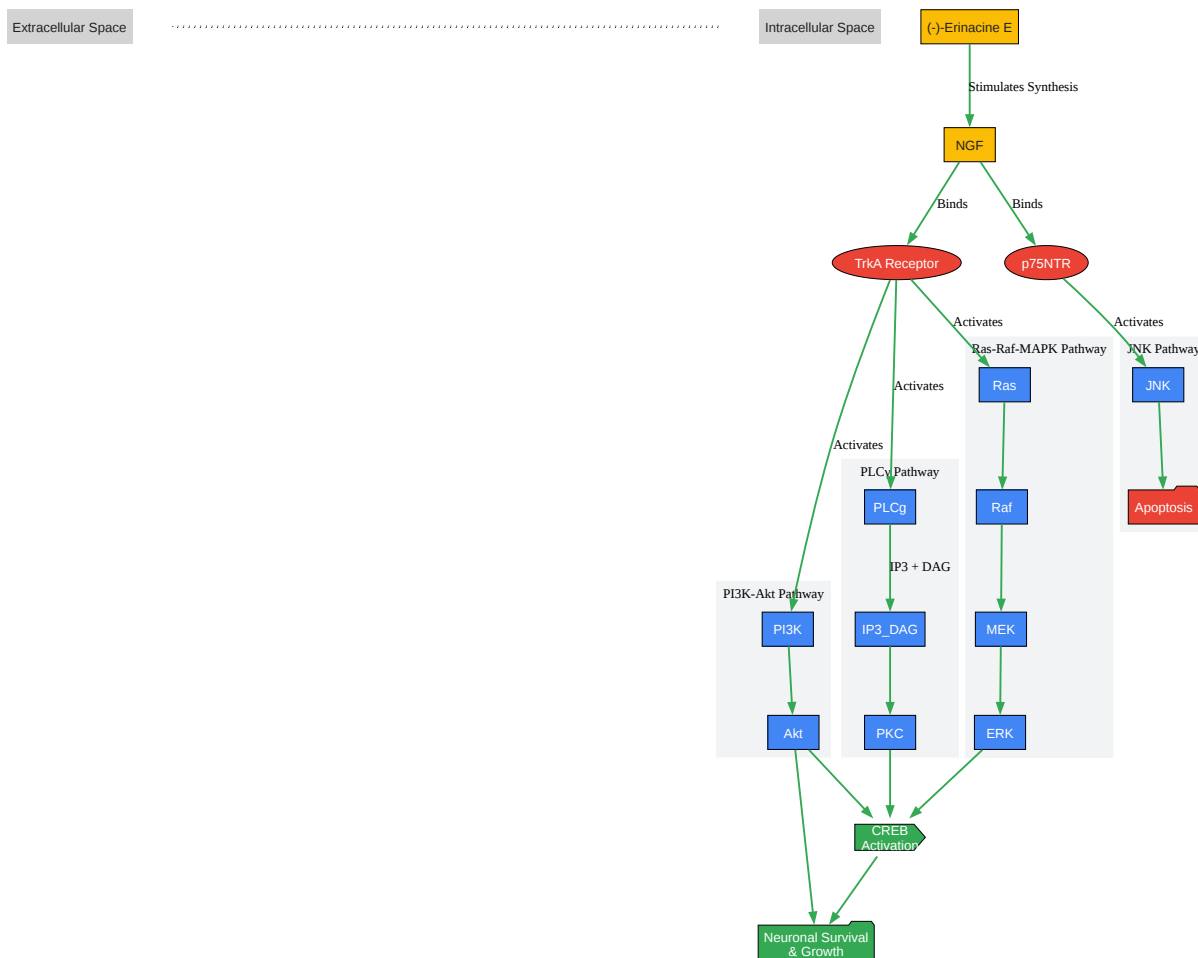 Extracellular Space
Intracellular Space
(-)-Erinacine E
Stimulates Synthesis
NGF
Binds
Binds
TrkA Receptor
p75NTR
Activates
Activates
Ras-Raf-MAPK Pathway
JNK Pathway
Ras
JNK
Activates
Activates
PLCγ Pathway
PLCg
Raf
Apoptosis
IP3 + DAG
PI3K-Akt Pathway
PI3K
IP3_DAG
MEK
Akt
PKC
ERK
CREB
Activation
Neuronal Survival
& Growth